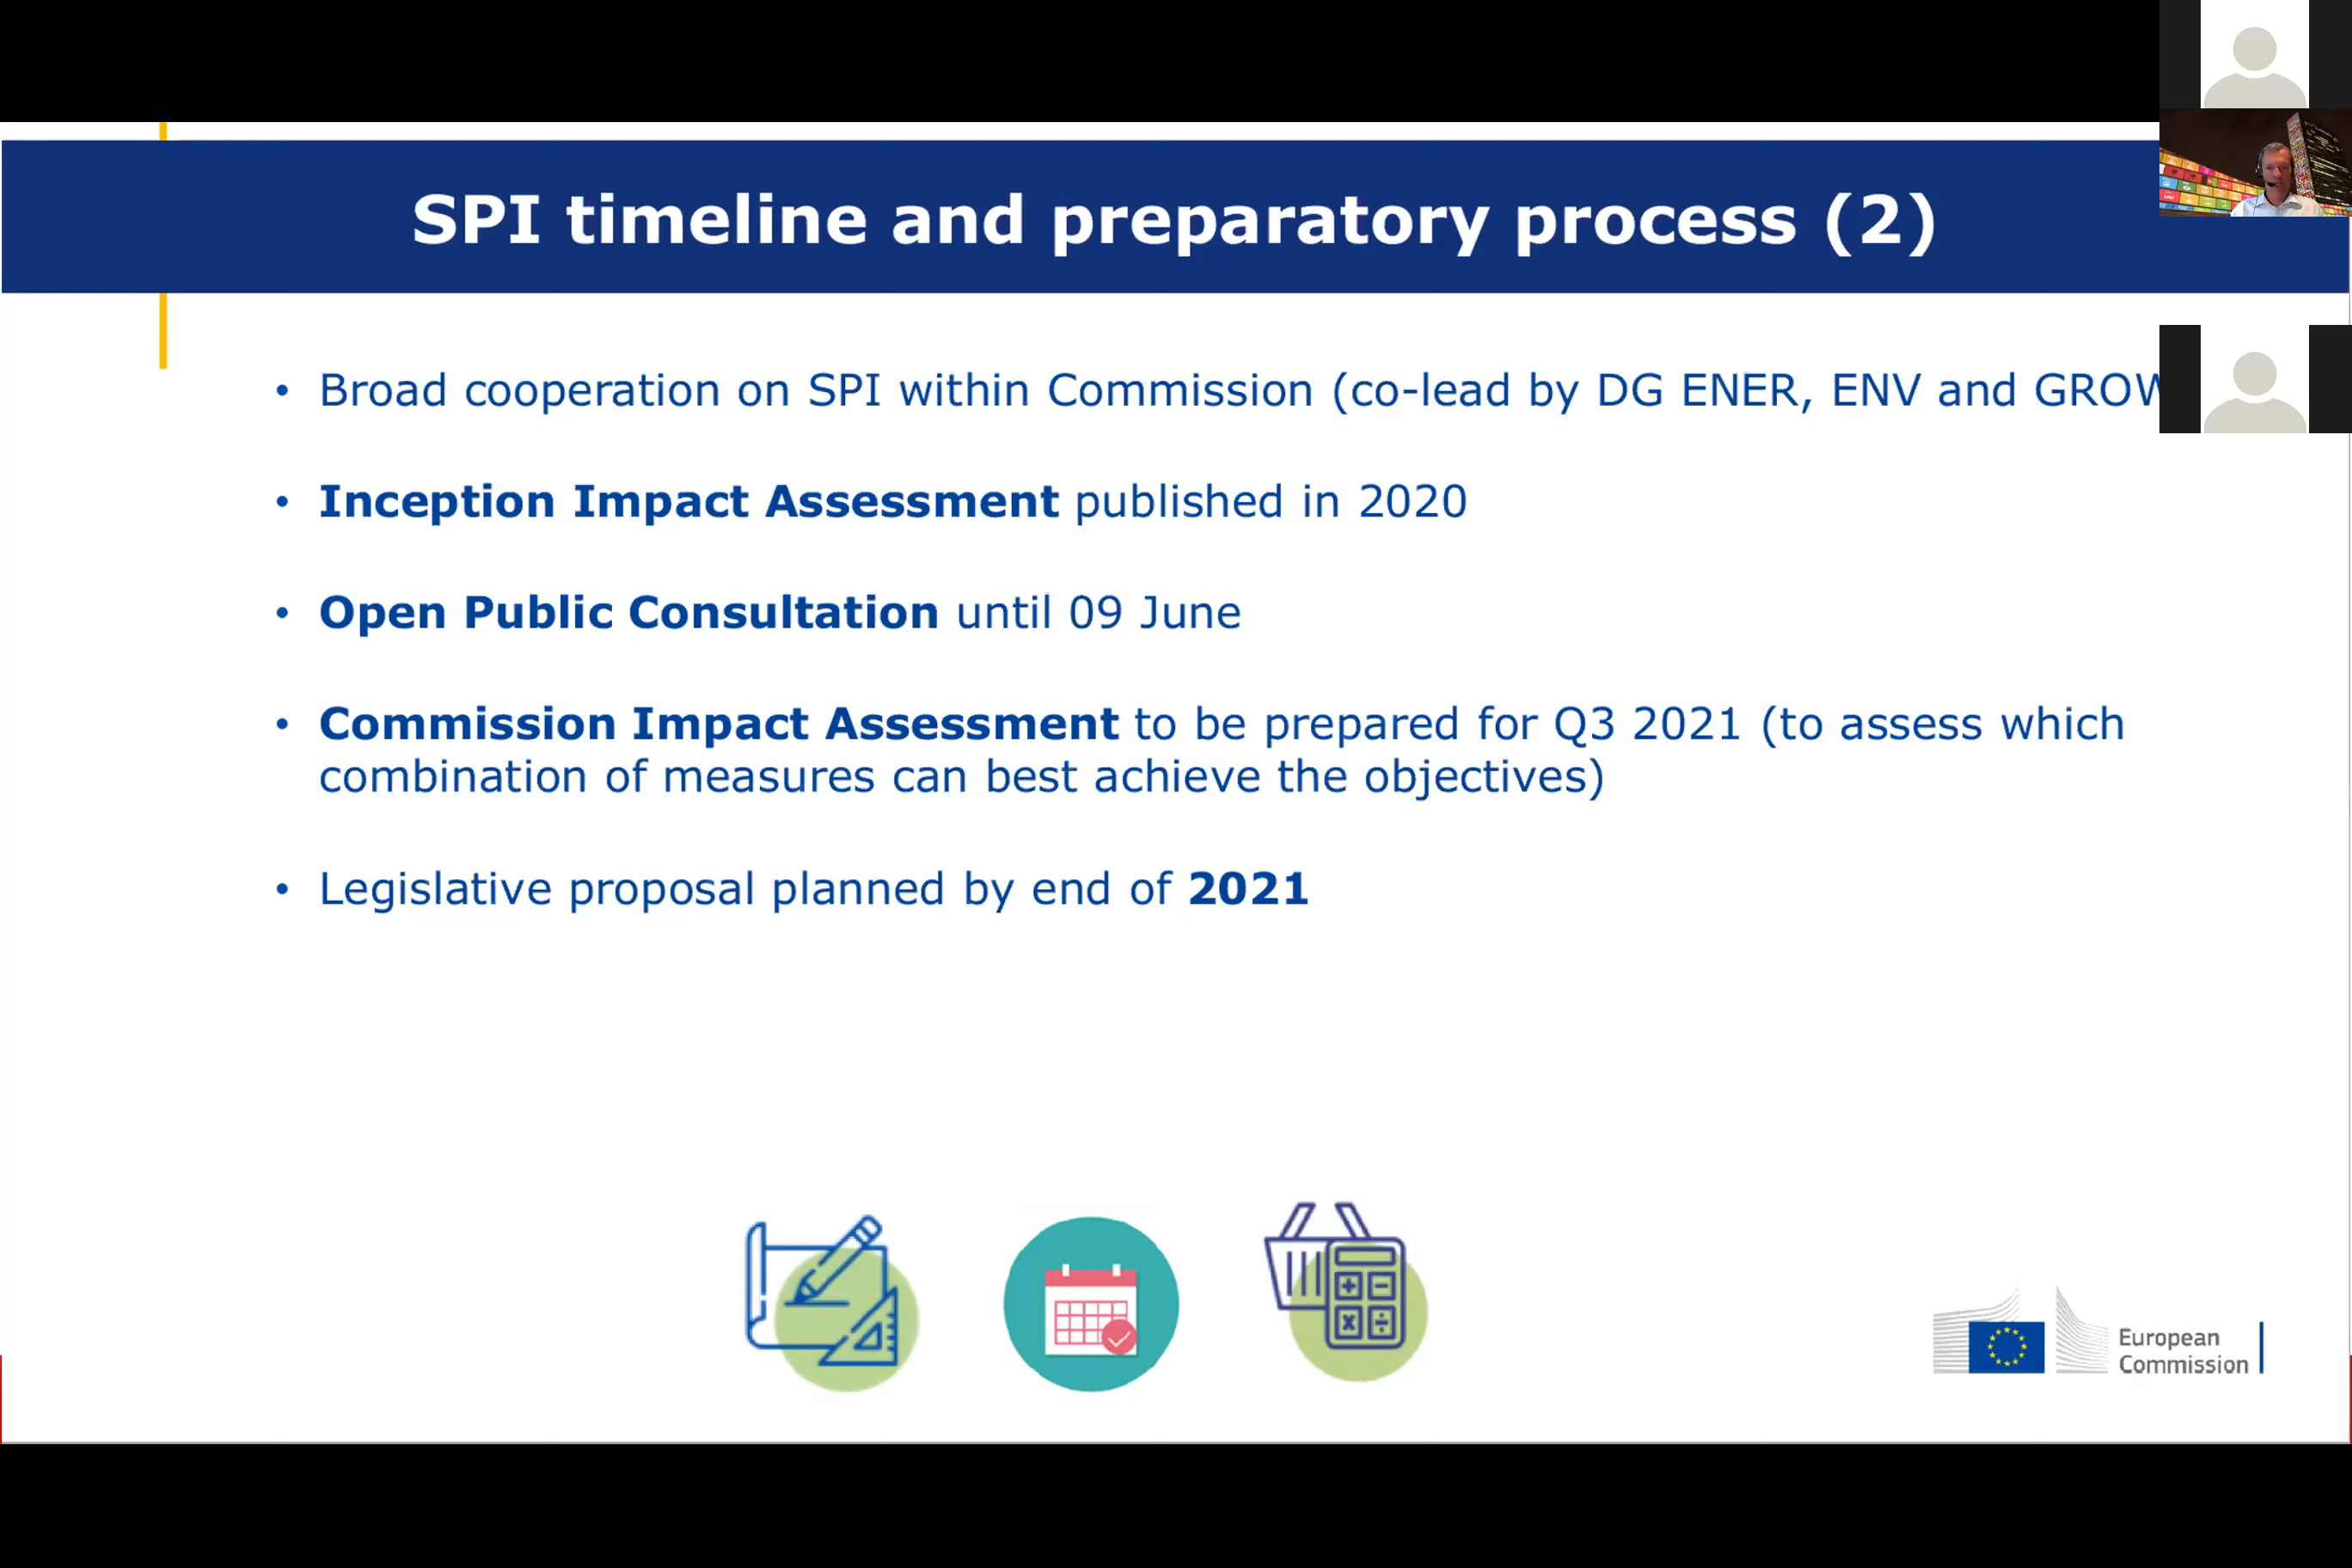 SPI timeline and preparatory process (2)
• Broad cooperation on SPI within Commission (co-lead by DG ENER, ENV and GROW
• Inception Impact Assessment published in 2020
• Open Public Consultation until 09 June
• Commission Impact Assessment to be prepared for Q3 2021 (to assess which
combination of measures can best achieve the objectives)
• Legislative proposal planned by end of 2021
European
Commission